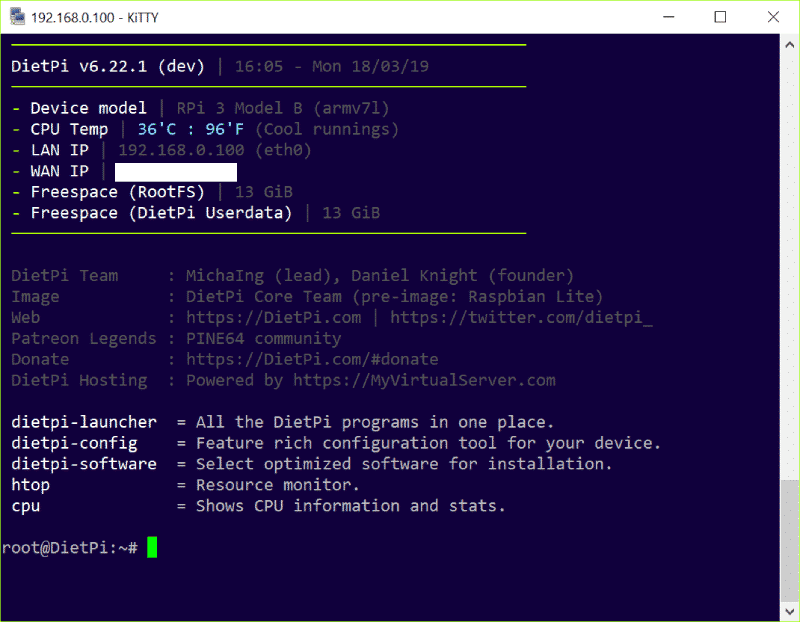 192.168.0.100 - KiTTY
DietPi v6.22.1 (dev) | 16:05 - Mon 18/03/19
- Device model | RPi 3 Model B (armv7l)
- CPU Temp | 36'C : 96'F (Cool runnings)
- LAN IP | 192.168.0.100 (eth0)
- WAN IP |
- Freespace (RootFS) | 13 GiB
- Freespace (DietPi Userdata) | 13 GiB
DietPi Team : MichaIng (lead), Daniel Knight (founder)
Image : DietPi Core Team (pre-image: Raspbian Lite)
Web : https://DietPi.com | https://twitter.com/dietpi_
Patreon Legends : PINE64 community
Donate : https://DietPi.com/#donate
DietPi Hosting : Powered by https://MyVirtualServer.com
dietpi-launcher = All the DietPi programs in one place.
dietpi-config = Feature rich configuration tool for your device.
dietpi-software = Select optimized software for installation.
htop = Resource monitor.
cpu = Shows CPU information and stats.
root@DietPi:~#